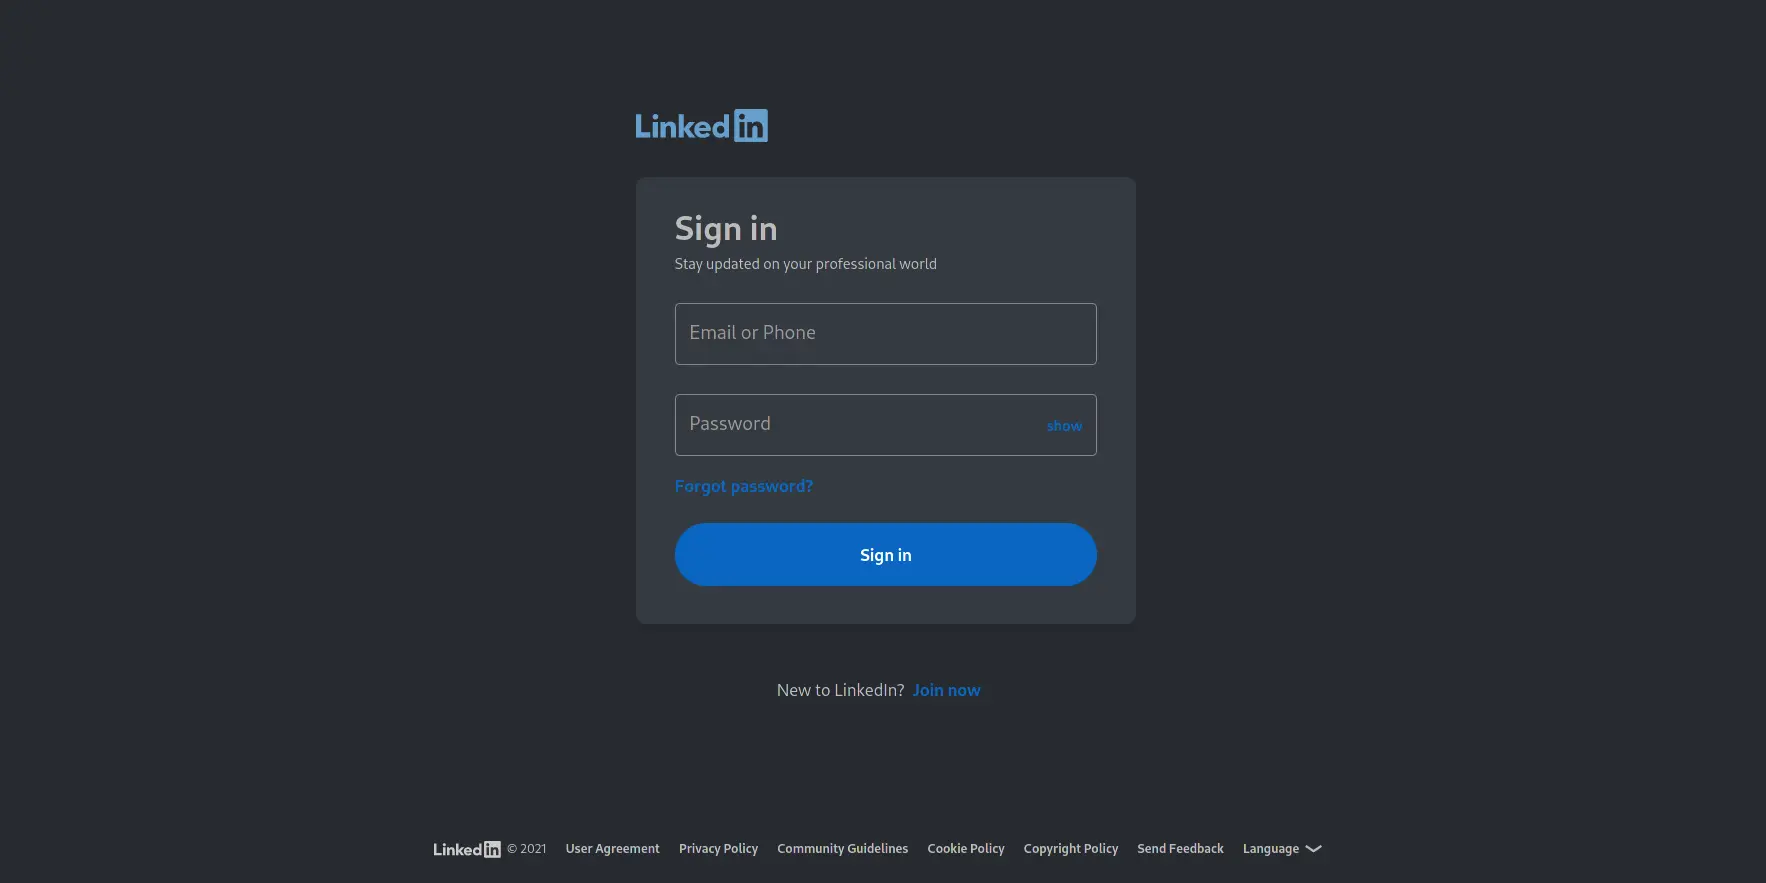 LinkedIn
Sign in
Stay updated on your professional world
Email or Phone
Password show
Forgot password?
Sign in
New to LinkedIn? Join now
LinkedIn © 2021 User Agreement Privacy Policy Community Guidelines Cookie Policy Copyright Policy Send Feedback Language